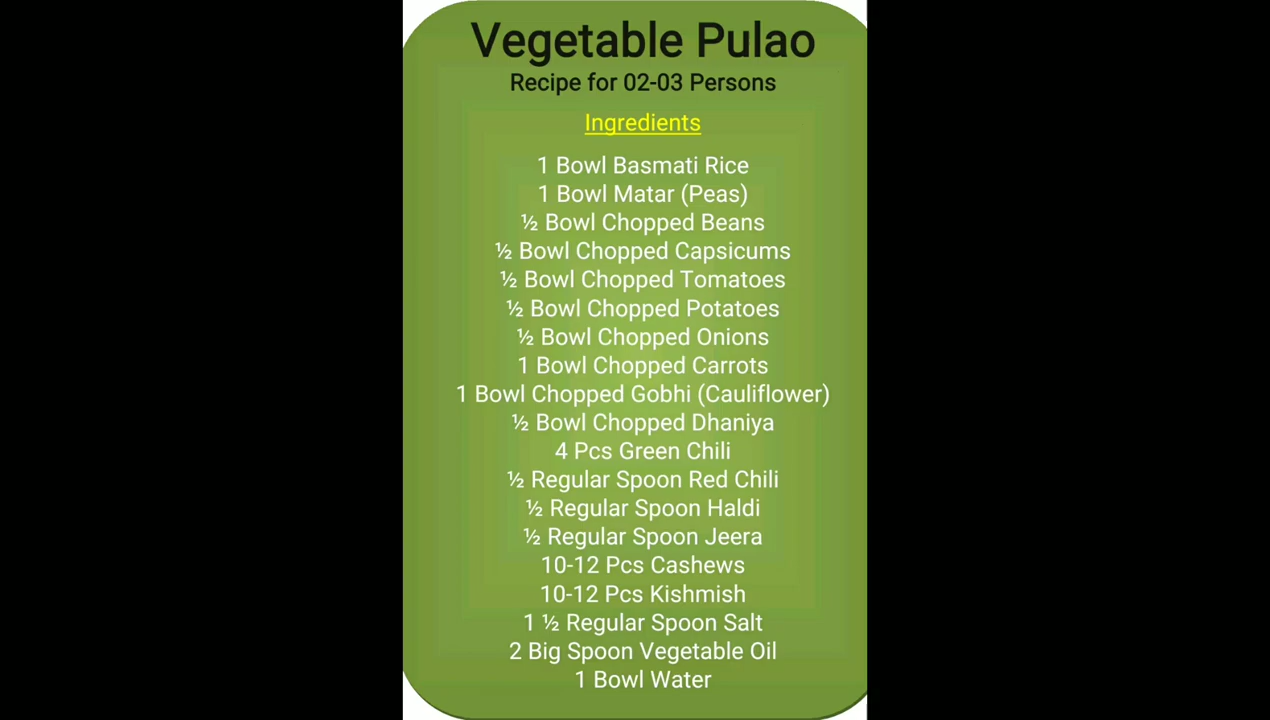 Vegetable Pulao
Recipe for 02-03 Persons
Ingredients
1 Bowl Basmati Rice
1 Bowl Matar (Peas)
½ Bowl Chopped Beans
½ Bowl Chopped Capsicums
½ Bowl Chopped Tomatoes
½ Bowl Chopped Potatoes
½ Bowl Chopped Onions
1 Bowl Chopped Carrots
1 Bowl Chopped Gobhi (Cauliflower)
½ Bowl Chopped Dhaniya
4 Pcs Green Chili
½ Regular Spoon Red Chili
½ Regular Spoon Haldi
½ Regular Spoon Jeera
10-12 Pcs Cashews
10-12 Pcs Kishmish
1 ½ Regular Spoon Salt
2 Big Spoon Vegetable Oil
1 Bowl Water